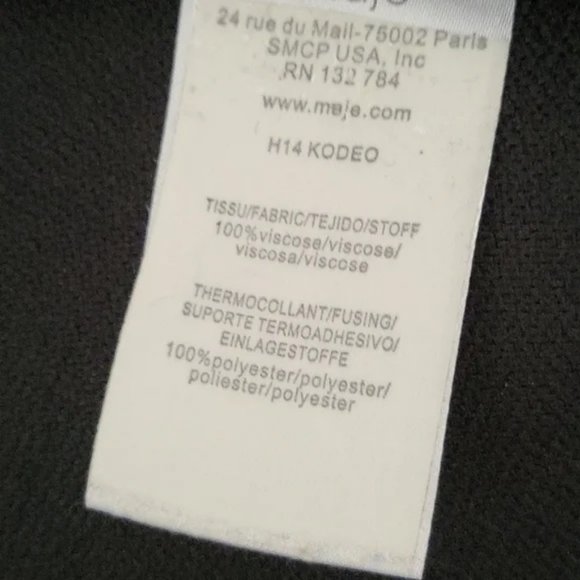 24 rue du Mail-75002 Paris
SMCP USA, Inc
RN 132 784
www.maje.com
H14 KODEO
TISSU/FABRIC/TEJIDO/STOFF
100%viscose/viscose/
viscosa/viscose
THERMOCOLLANT/FUSING/
SUPORTE TERMOADHESIVO/
EINLAGESTOFFE
100%polyester/polyester/
poliester/polyester